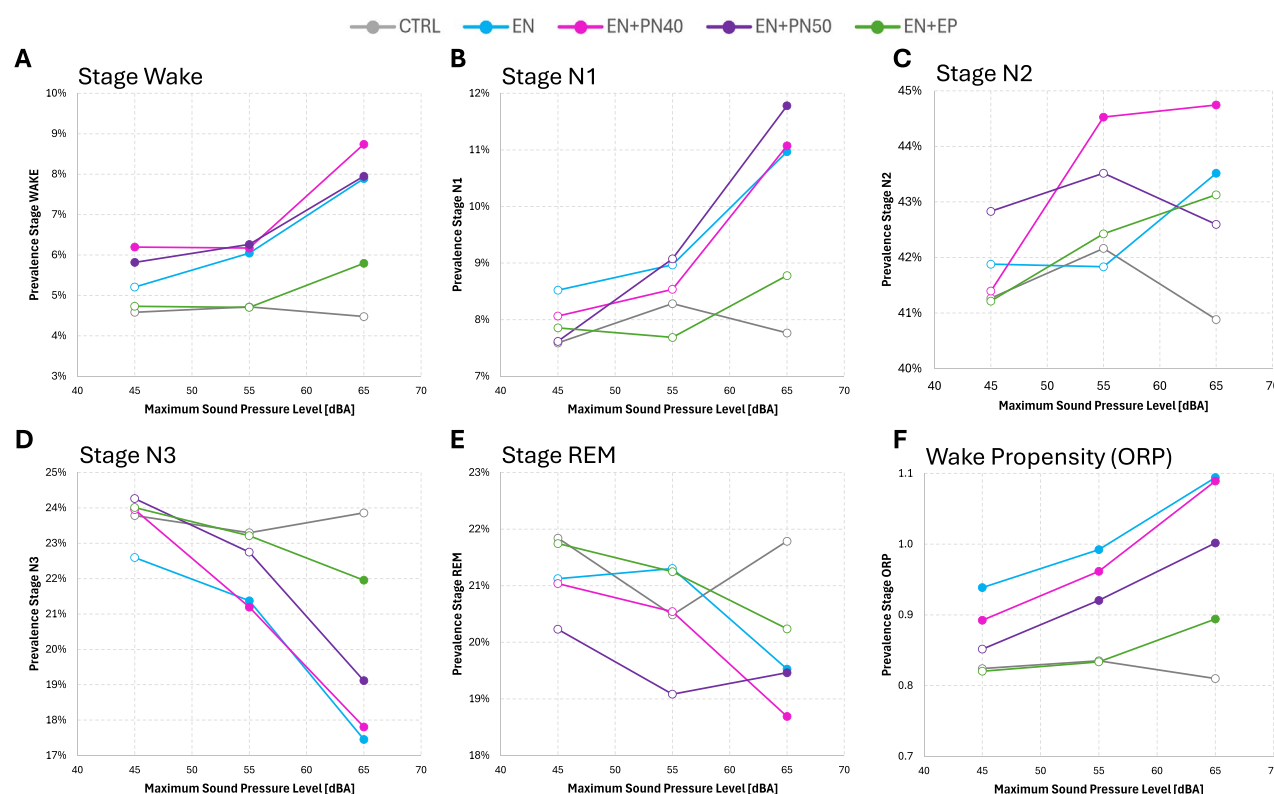 CTRL EN EN+PN40 EN+PN50 EN+EP
A Stage Wake
10%
9%
8%
7%
6%
5%
4%
3%
Prevalence Stage WAKE
40 45 50 55 60 65 70
Maximum Sound Pressure Level [dBA]
B Stage N1
12%
11%
10%
9%
8%
7%
Prevalence Stage N1
40 45 50 55 60 65 70
Maximum Sound Pressure Level [dBA]
C Stage N2
45%
44%
43%
42%
41%
40%
Prevalence Stage N2
40 45 50 55 60 65 70
Maximum Sound Pressure Level [dBA]
D Stage N3
25%
24%
23%
22%
21%
20%
19%
18%
17%
Prevalence Stage N3
40 45 50 55 60 65 70
Maximum Sound Pressure Level [dBA]
E Stage REM
23%
22%
21%
20%
19%
18%
Prevalence Stage REM
40 45 50 55 60 65 70
Maximum Sound Pressure Level [dBA]
F Wake Propensity (ORP)
1.1
1.0
0.9
0.8
0.7
Prevalence Stage ORP
40 45 50 55 60 65
Maximum Sound Pressure Level [dBA]